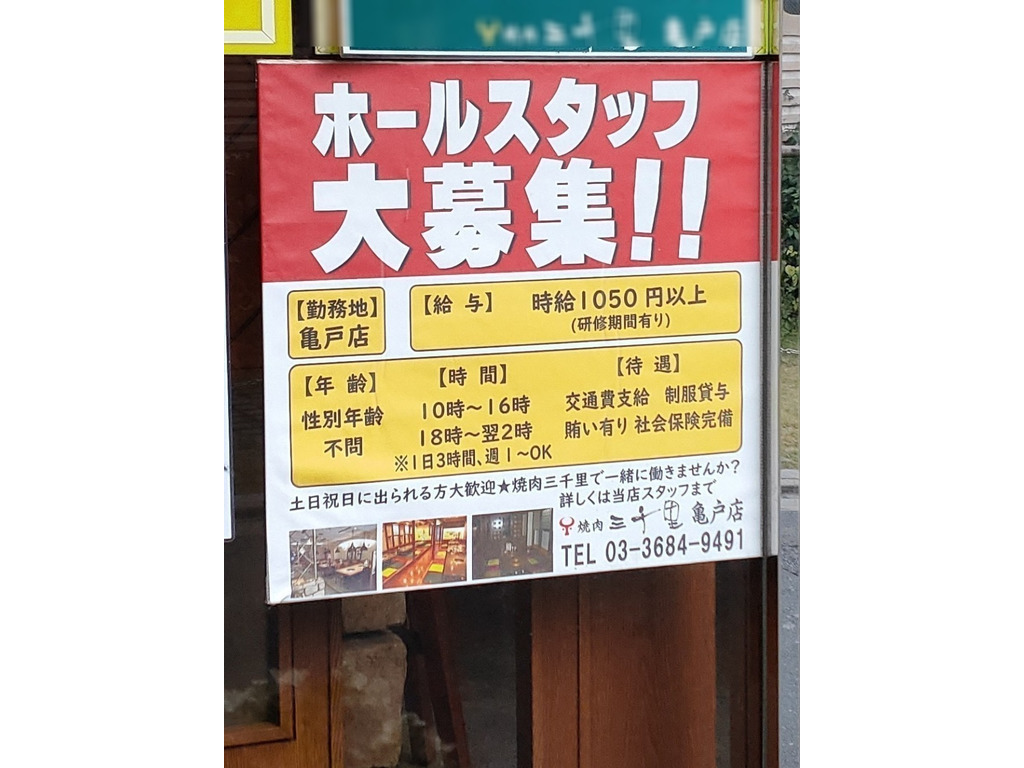 ホールスタッフ
大募集!!
【勤務地】
亀戸店
【給 与】 時給1050円以上
(研修期間有り)
【年 齢】
性別年齢
不問
【時 間】
10時～16時
18時～翌2時
※1日3時間、週1～OK
【待 遇】
交通費支給 制服貸与
賄い有り 社会保険完備
土日祝日に出られる方大歓迎★焼肉三千里で一緒に働きませんか?
詳しくは当店スタッフまで
焼肉 三千里 亀戸店
TEL 03-3684-9491